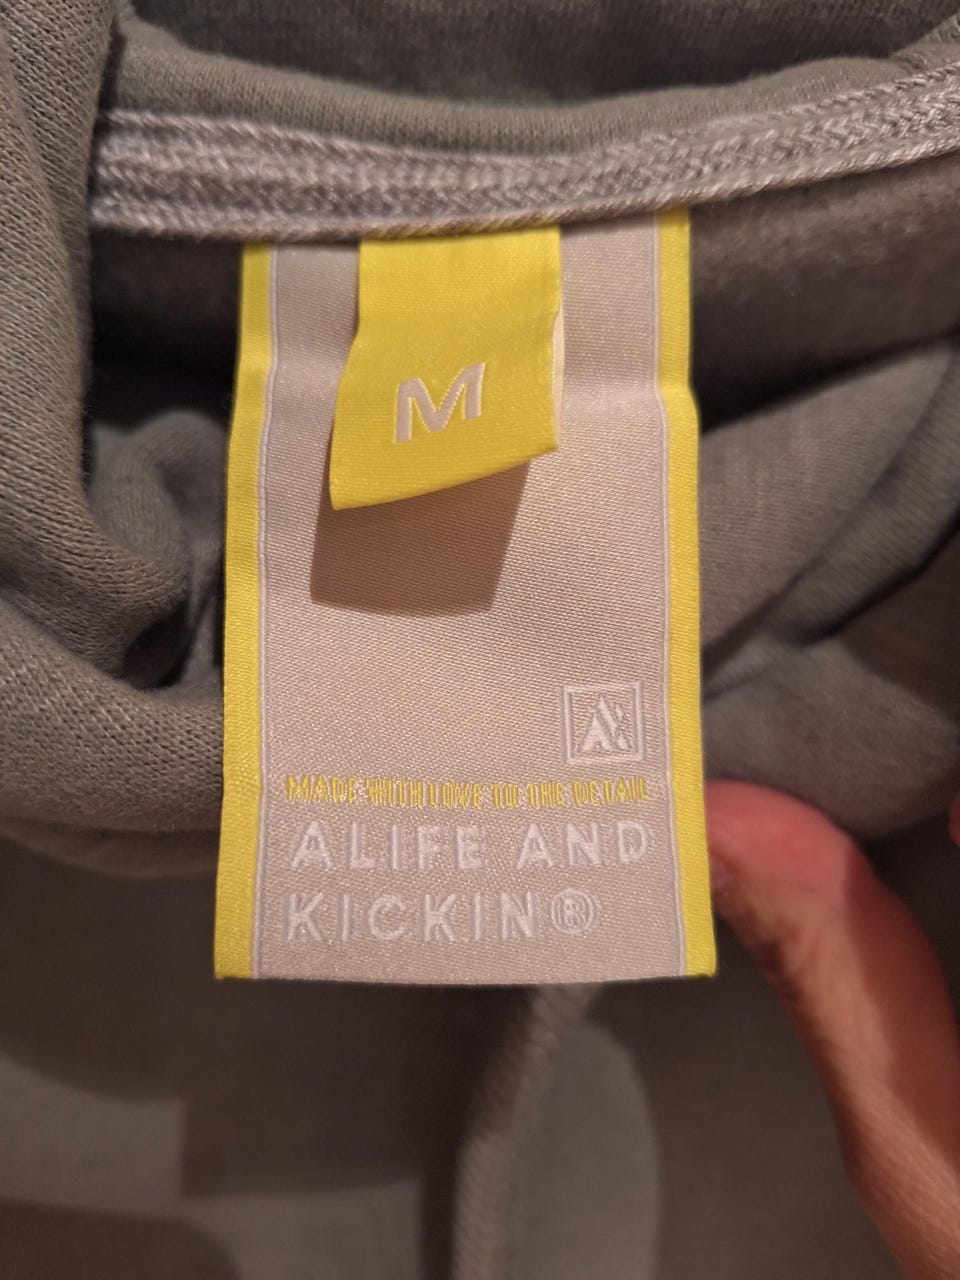 M
MADE WITH LOVE TO THE DETAIL
ALIFE AND
KICKIN®